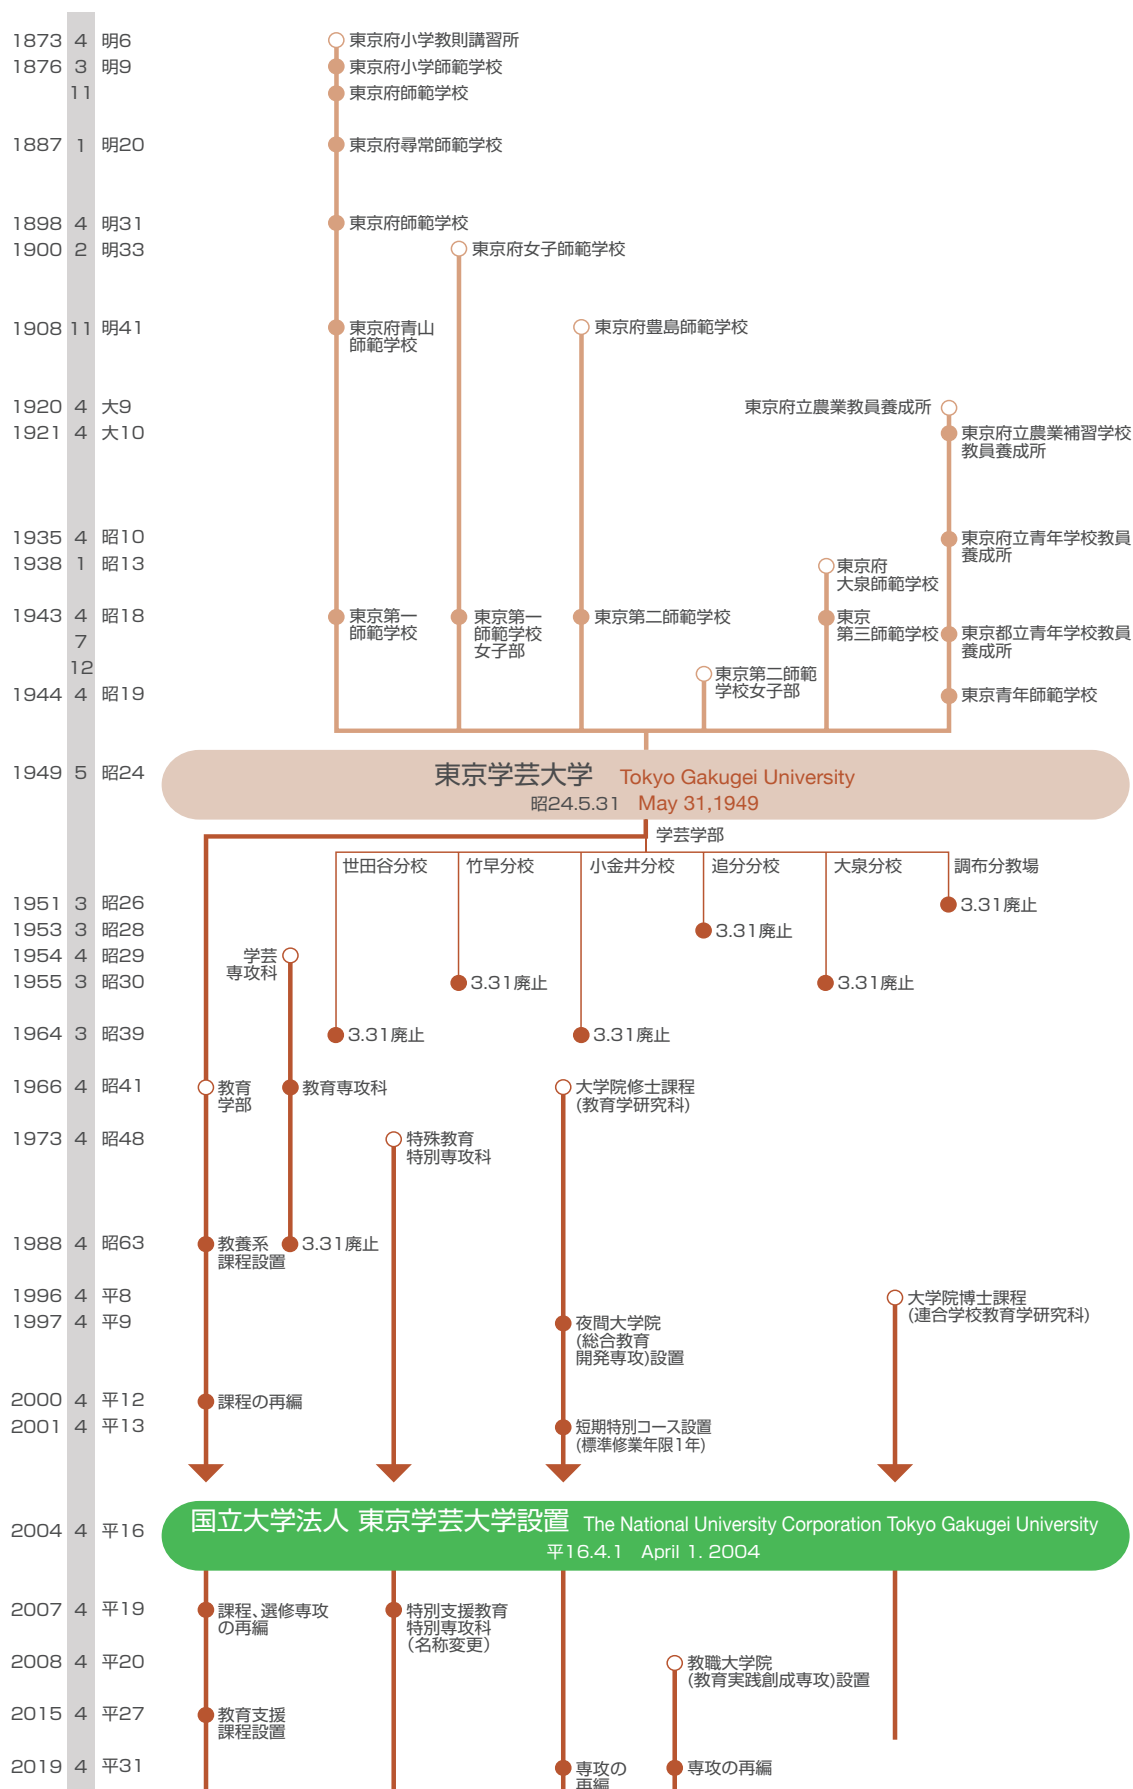 1873 4 明6 東京府小学教則講習所
1876 3 明9 東京府小学師範学校
11 東京府師範学校
1887 1 明20 東京府尋常師範学校
1898 4 明31 東京府師範学校
1900 2 明33 東京府女子師範学校
1908 11 明41 東京府青山 東京府豊島師範学校
師範学校
1920 4 大9 東京府立農業教員養成所
1921 4 大10 東京府立農業補習学校
教員養成所
1935 4 昭10 東京府立青年学校教員
養成所
1938 1 昭13 東京府
大泉師範学校
1943 4 昭18 東京第一 東京第一 東京第二師範学校 東京
師範学校 師範学校 第三師範学校
女子部
7 東京都立青年学校教員
養成所
12 東京第二師範
学校女子部
1944 4 昭19 東京青年師範学校
1949 5 昭24 東京学芸大学 Tokyo Gakugei University
昭24.5.31 May 31,1949
学芸学部
世田谷分校 竹早分校 小金井分校 追分分校 大泉分校 調布分教場
1951 3 昭26 3.31廃止
1953 3 昭28 3.31廃止
1954 4 昭29 学芸
専攻科
1955 3 昭30 3.31廃止 3.31廃止
1964 3 昭39 3.31廃止 3.31廃止
1966 4 昭41 教育 教育専攻科 大学院修士課程
学部 (教育学研究科)
1973 4 昭48 特殊教育
特別専攻科
1988 4 昭63 教養系 3.31廃止
課程設置
1996 4 平8 大学院博士課程
(連合学校教育学研究科)
1997 4 平9 夜間大学院
(総合教育
開発専攻)設置
2000 4 平12 課程の再編
2001 4 平13 短期特別コース設置
(標準修業年限1年)
2004 4 平16 国立大学法人 東京学芸大学設置 The National University Corporation Tokyo Gakugei University
平16.4.1 April 1. 2004
2007 4 平19 課程、選修専攻 特別支援教育
の再編 特別専攻科
(名称変更)
2008 4 平20 教職大学院
(教育実践創成専攻)設置
2015 4 平27 教育支援
課程設置
2019 4 平31 専攻の 専攻の再編
再編